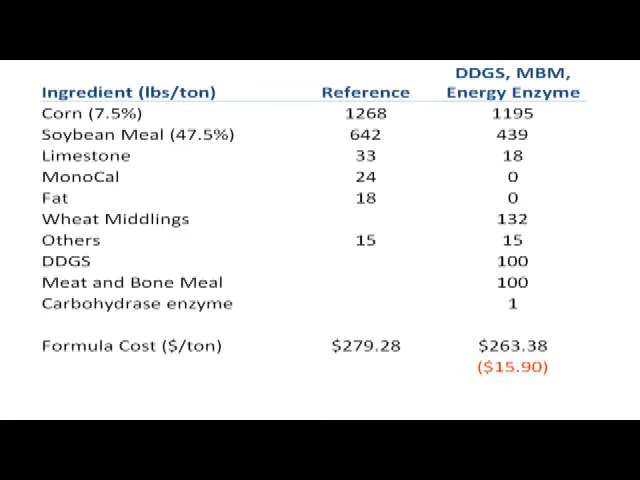 DDGS, MBM,
Ingredient (lbs/ton) Reference Energy Enzyme
Corn (7.5%) 1268 1195
Soybean Meal (47.5%) 642 439
Limestone 33 18
MonoCal 24 0
Fat 18 0
Wheat Middlings 132
Others 15 15
DDGS 100
Meat and Bone Meal 100
Carbohydrase enzyme 1
Formula Cost ($/ton) $279.28 $263.38
($15.90)